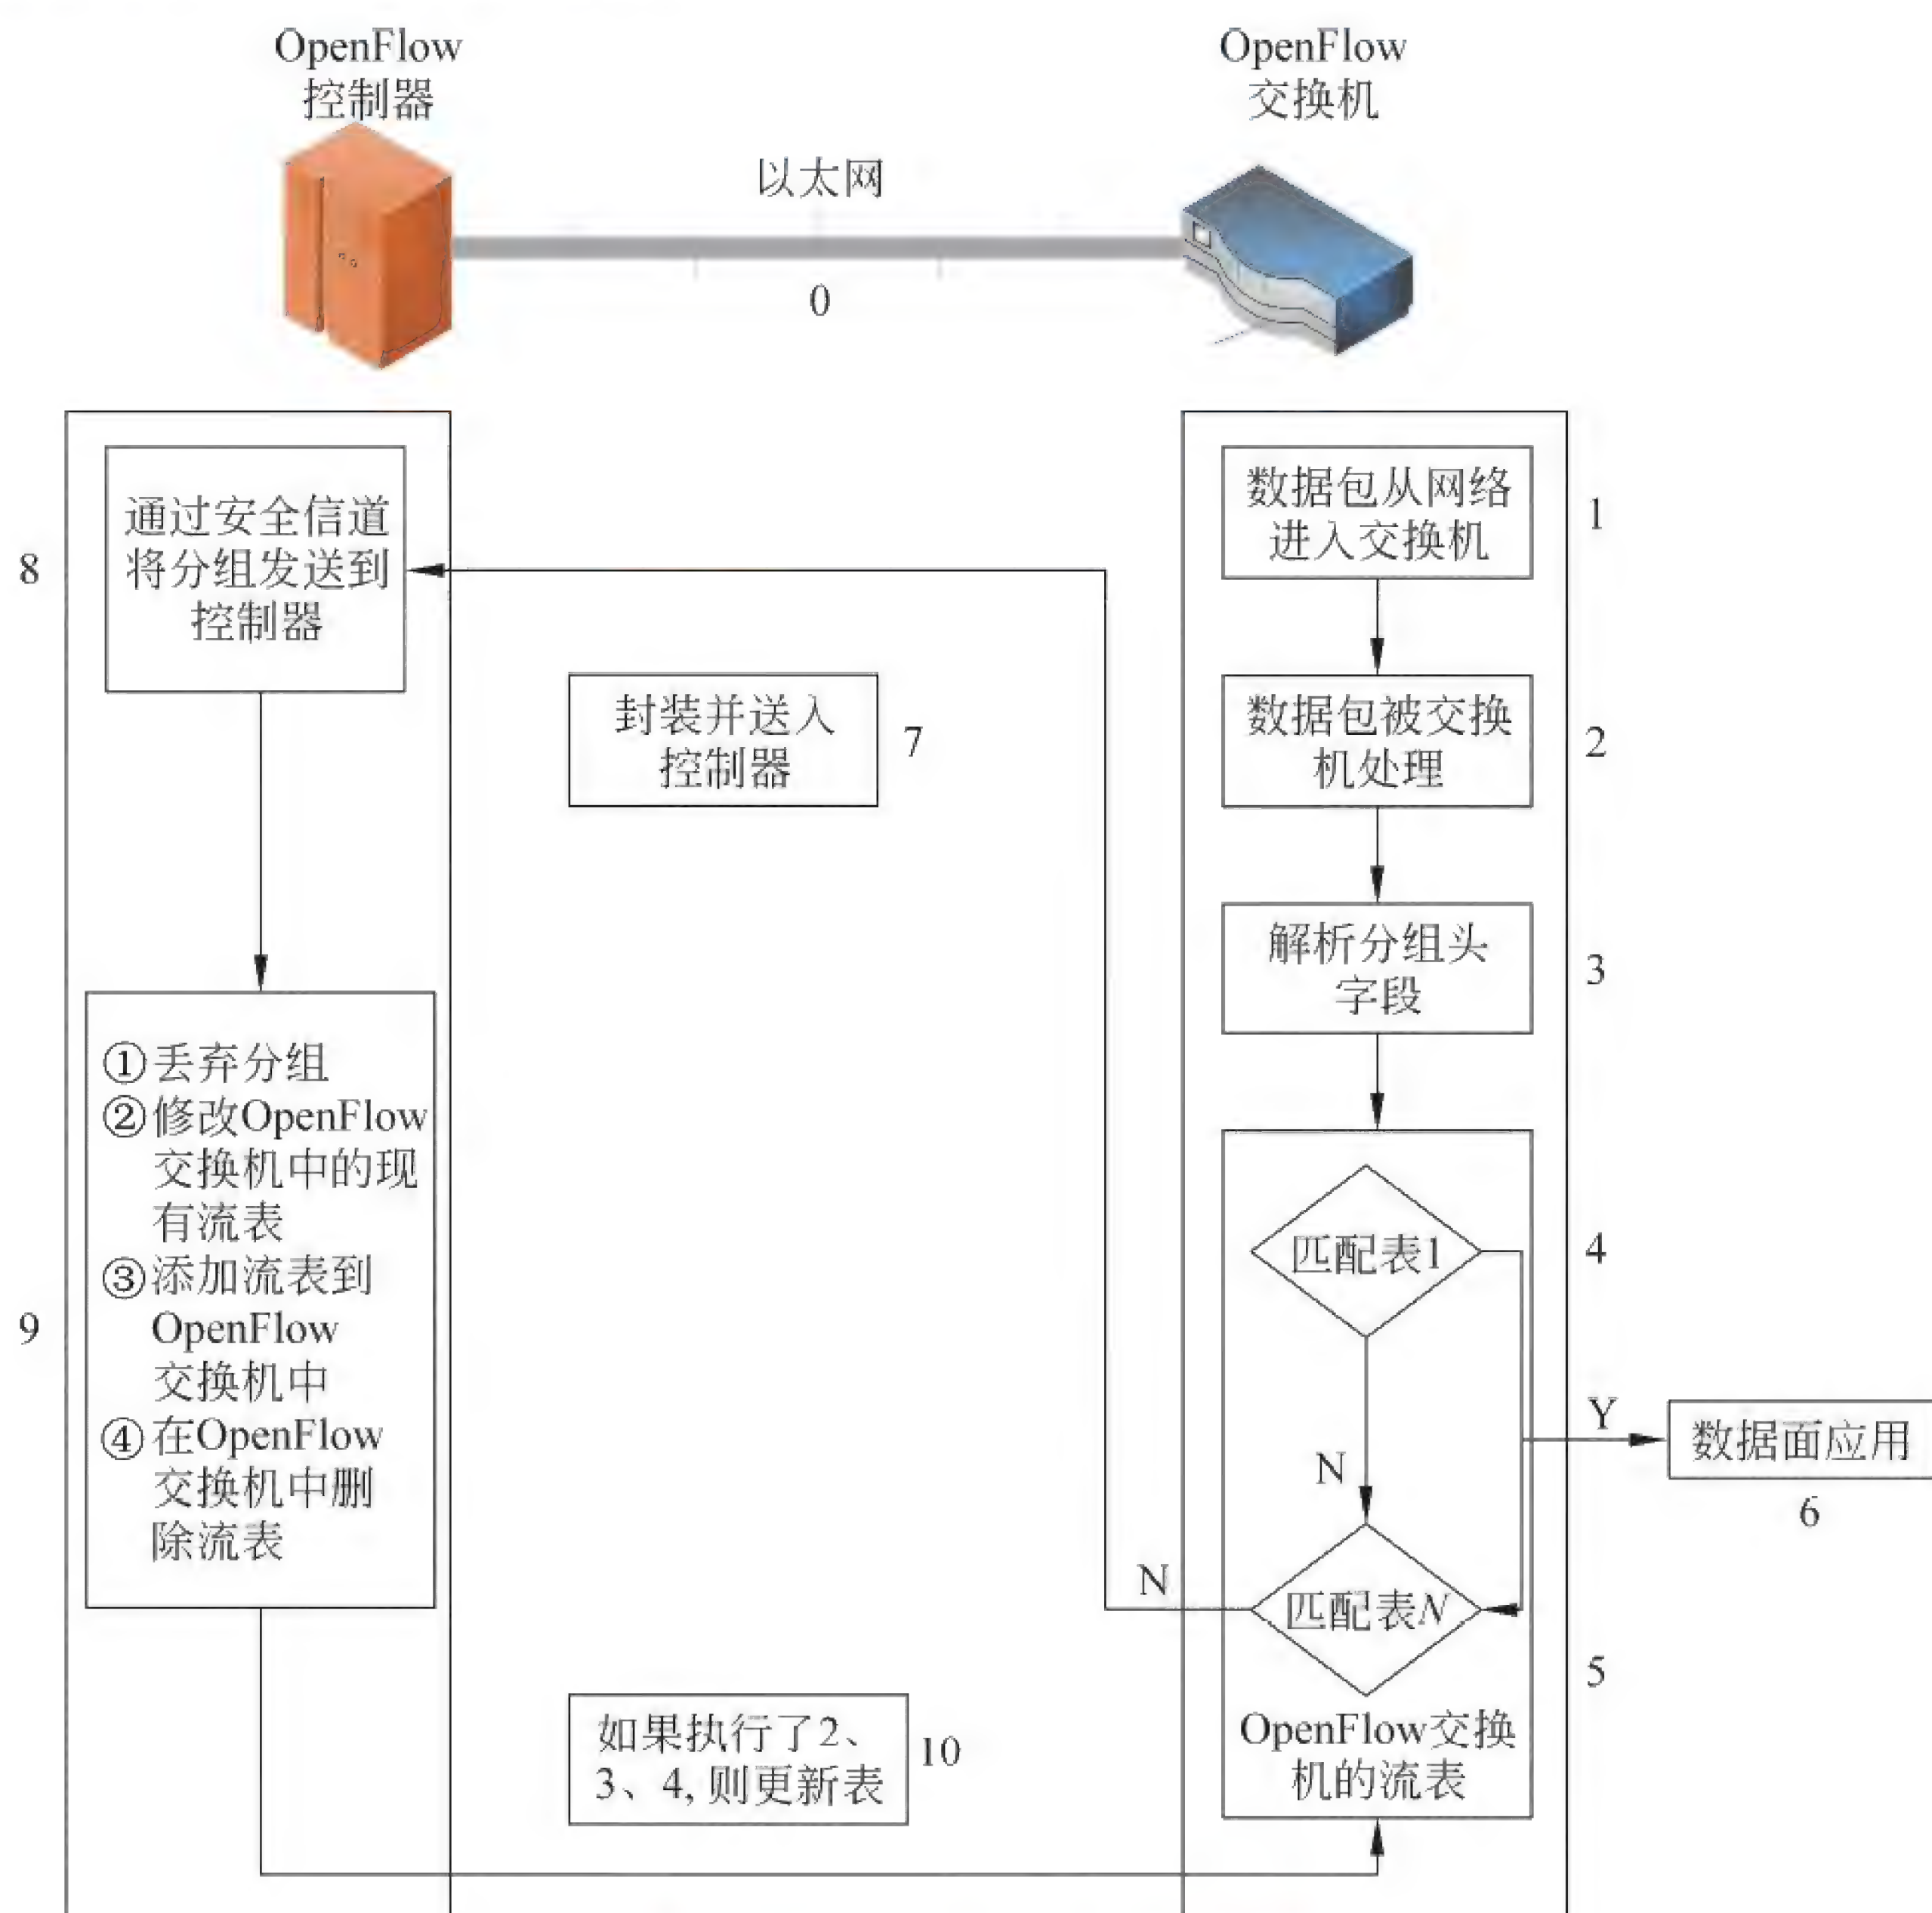 OpenFlow
控制器
OpenFlow
交换机
以太网
0
数据包从网络
进入交换机
1
通过安全信道
将分组发送到
控制器
8
封装并送入
控制器
7
数据包被交换
机处理
2
解析分组头
字段
3
①丢弃分组
②修改OpenFlow
交换机中的现
有流表
③添加流表到
OpenFlow
交换机中
④在OpenFlow
交换机中删
除流表
9
匹配表1
4
N
Y
数据面应用
6
N
匹配表N
5
OpenFlow交换
机的流表
如果执行了2、
3、4, 则更新表
10